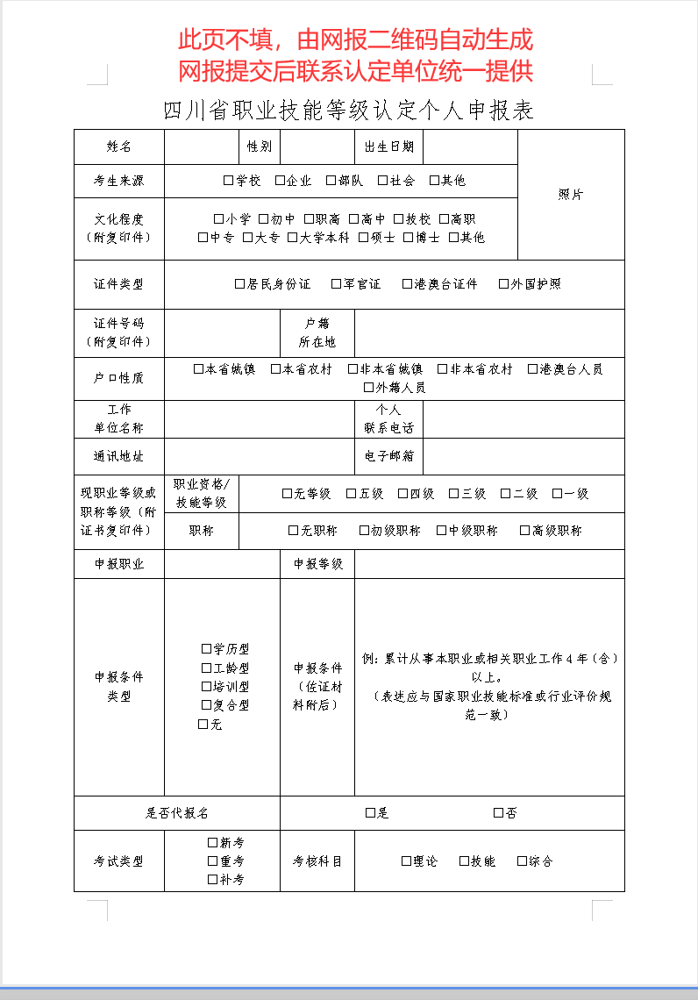 此页不填，由网报二维码自动生成
网报提交后联系认定单位统一提供
四川省职业技能等级认定个人申报表
姓名 性别 出生日期
照片
考生来源 □学校 □企业 □部队 □社会 □其他
文化程度
（附复印件）
□小学 □初中 □职高 □高中 □技校 □高职
□中专 □大专 □大学本科 □硕士 □博士 □其他
证件类型 □居民身份证 □军官证 □港澳台证件 □外国护照
证件号码
（附复印件）
户籍
所在地
户口性质
□本省城镇 □本省农村 □非本省城镇 □非本省农村 □港澳台人员
□外籍人员
工作
单位名称
个人
联系电话
通讯地址 电子邮箱
现职业等级或
职称等级（附
证书复印件）
职业资格/
技能等级
□无等级 □五级 □四级 □三级 □二级 □一级
职称 □无职称 □初级职称 □中级职称 □高级职称
申报职业 申报等级
申报条件
类型
□学历型
□工龄型
□培训型
□复合型
□无
申报条件
（佐证材
料附后）
例：累计从事本职业或相关职业工作 4 年（含）
以上。
（表述应与国家职业技能标准或行业评价规
范一致）
是否代报名 □是 □否
考试类型
□新考
□重考
□补考
考核科目 □理论 □技能 □综合